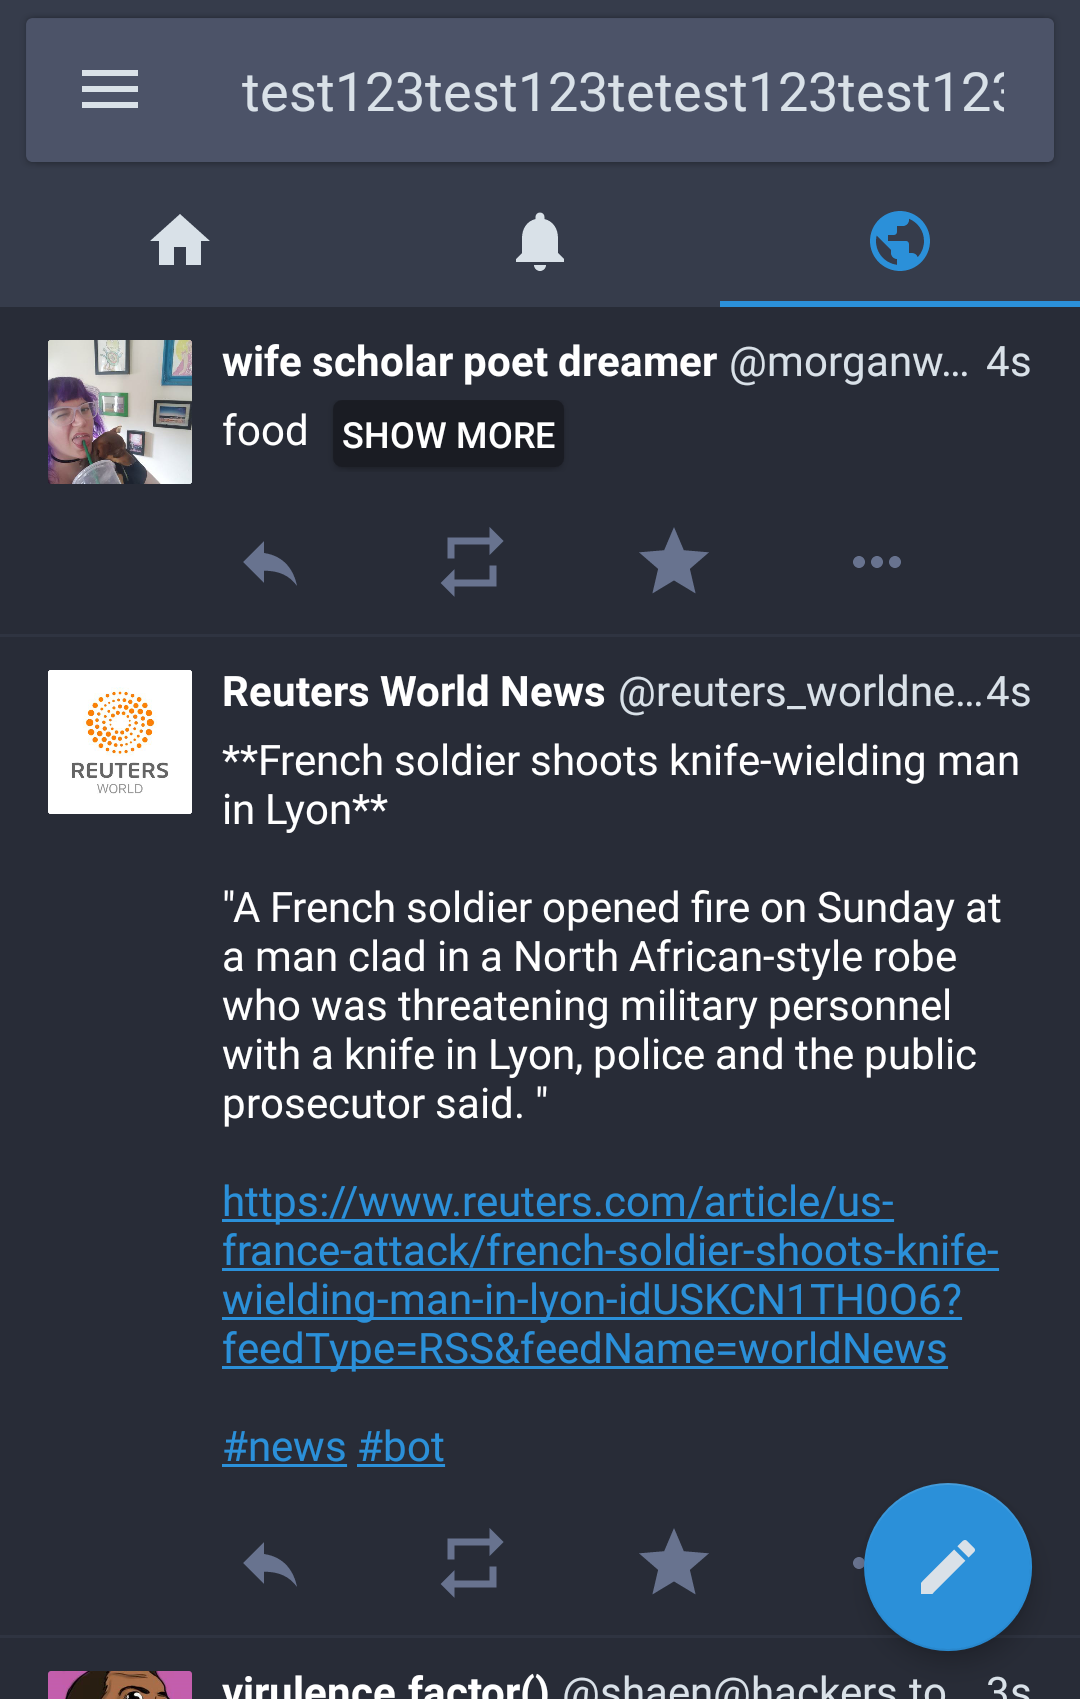 test123test123tetest123test123
wife scholar poet dreamer @morganw... 4s
food SHOW MORE
REUTERS
WORLD
Reuters World News @reuters_worldne... 4s
**French soldier shoots knife-wielding man
in Lyon**
"A French soldier opened fire on Sunday at
a man clad in a North African-style robe
who was threatening military personnel
with a knife in Lyon, police and the public
prosecutor said. "
https://www.reuters.com/article/us-
france-attack/french-soldier-shoots-knife-
wielding-man-in-lyon-idUSKCN1TH0O6?
feedType=RSS&feedName=worldNews
#news #bot
virulence factor() @shaen@hackers.to... 3s